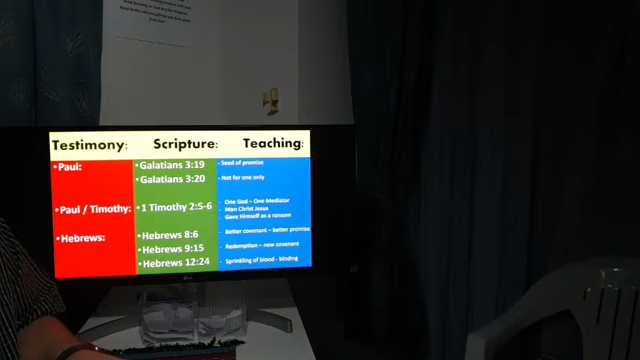 Testimony: Scripture: Teaching:
• Paul: • Galatians 3:19 - Seed of promise
• Galatians 3:20 - Not for one only
• Paul / Timothy: • 1 Timothy 2:5-6 - One God – One Mediator
- Man Christ Jesus
- Gave Himself as a ransom
• Hebrews: • Hebrews 8:6 - Better covenant – better promise
• Hebrews 9:15 - Redemption – new covenant
• Hebrews 12:24 - Sprinkling of blood - binding
LG